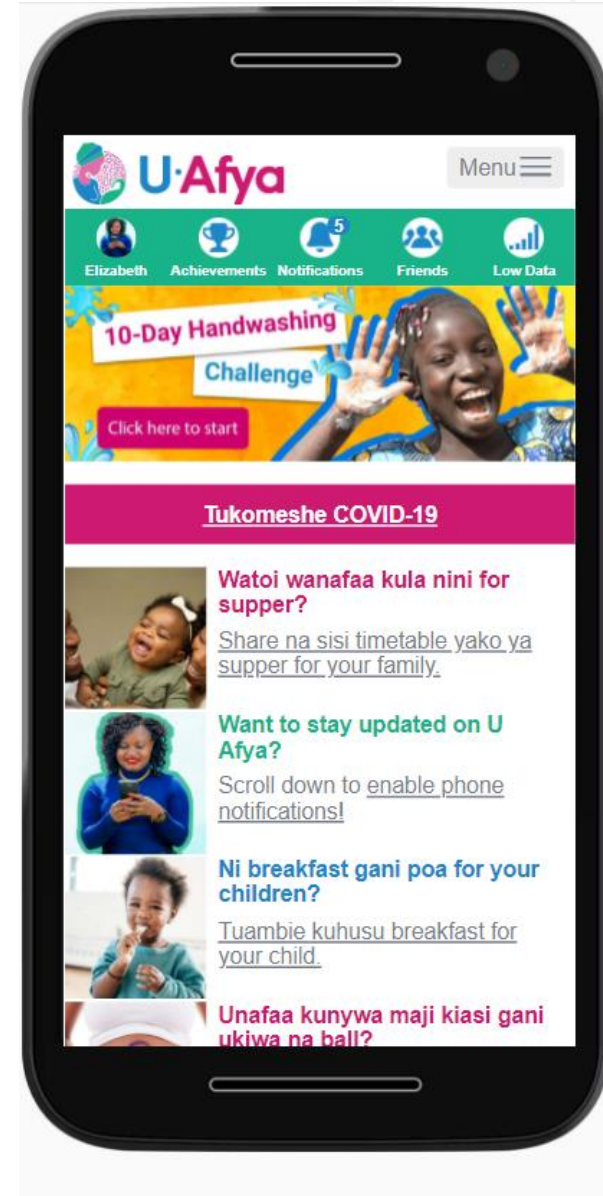 U·Afya
Menu
5
Elizabeth Achievements Notifications Friends Low Data
10-Day Handwashing
Challenge
Click here to start
Tukomeshe COVID-19
Watoi wanafaa kula nini for
supper?
Share na sisi timetable yako ya
supper for your family.
Want to stay updated on U
Afya?
Scroll down to enable phone
notifications!
Ni breakfast gani poa for your
children?
Tuambie kuhusu breakfast for
your child.
Unafaa kunywa maji kiasi gani
ukiwa na ball?